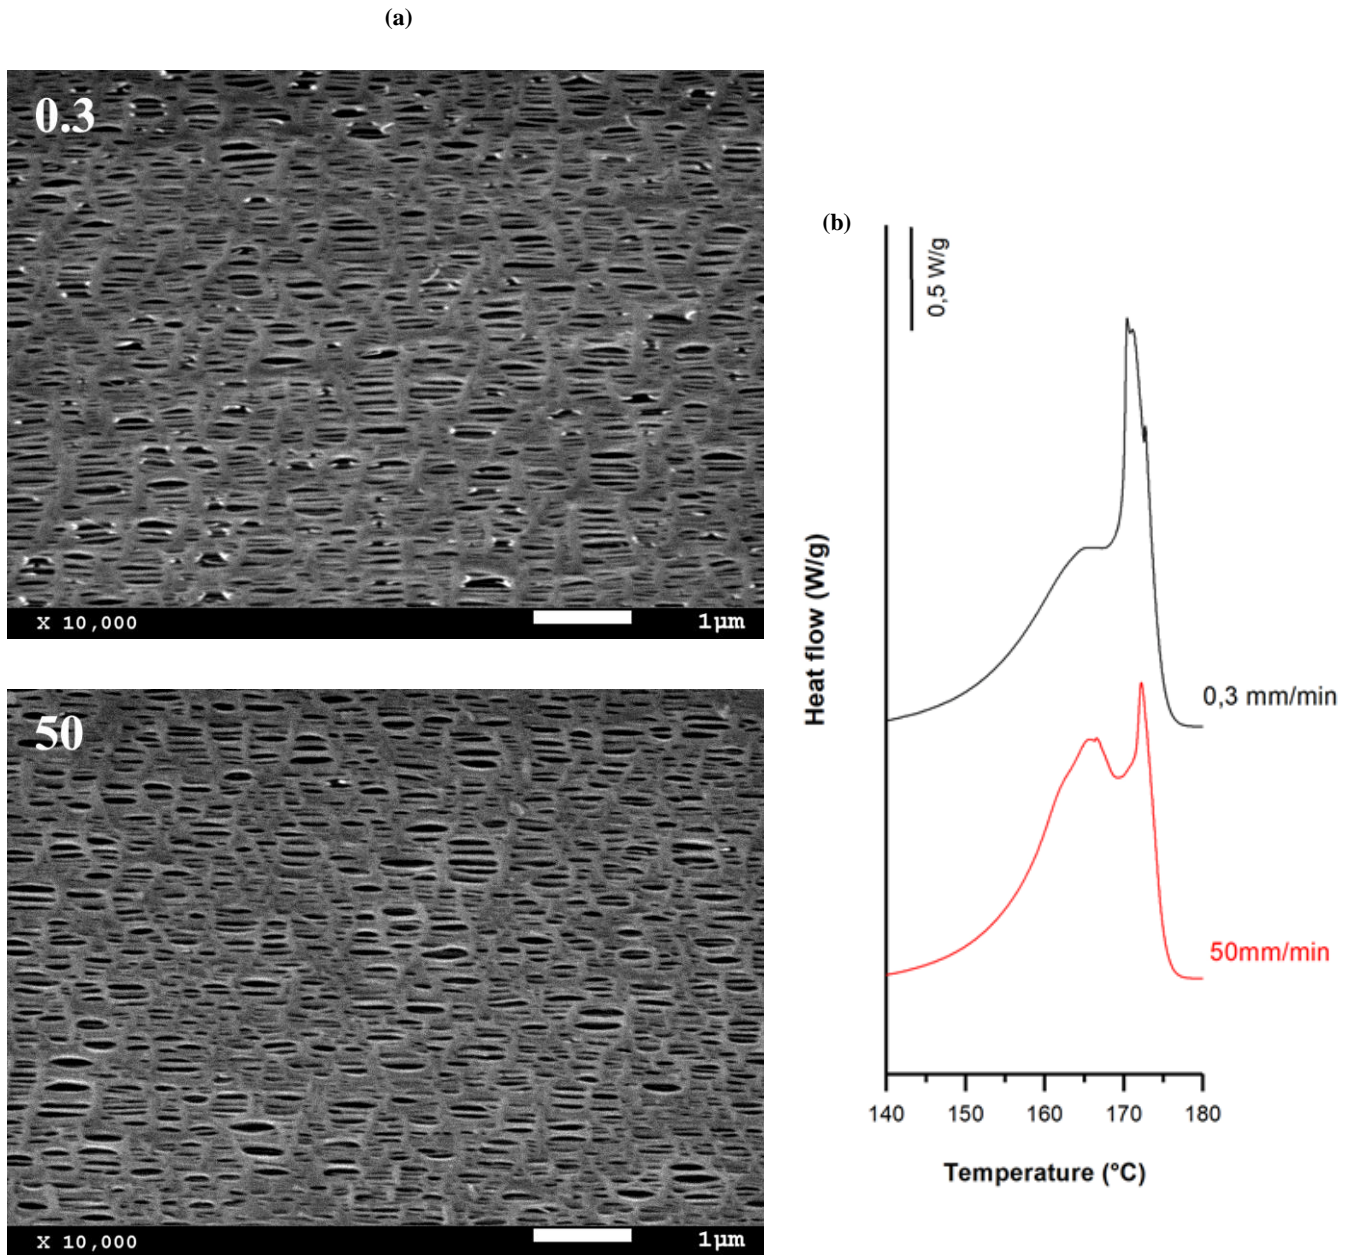 (a)
0.3
X 10,000
1µm
50
X 10,000
1µm
(b)
0,5 W/g
Heat flow (W/g)
0,3 mm/min
50mm/min
140 150 160 170 180
Temperature (°C)